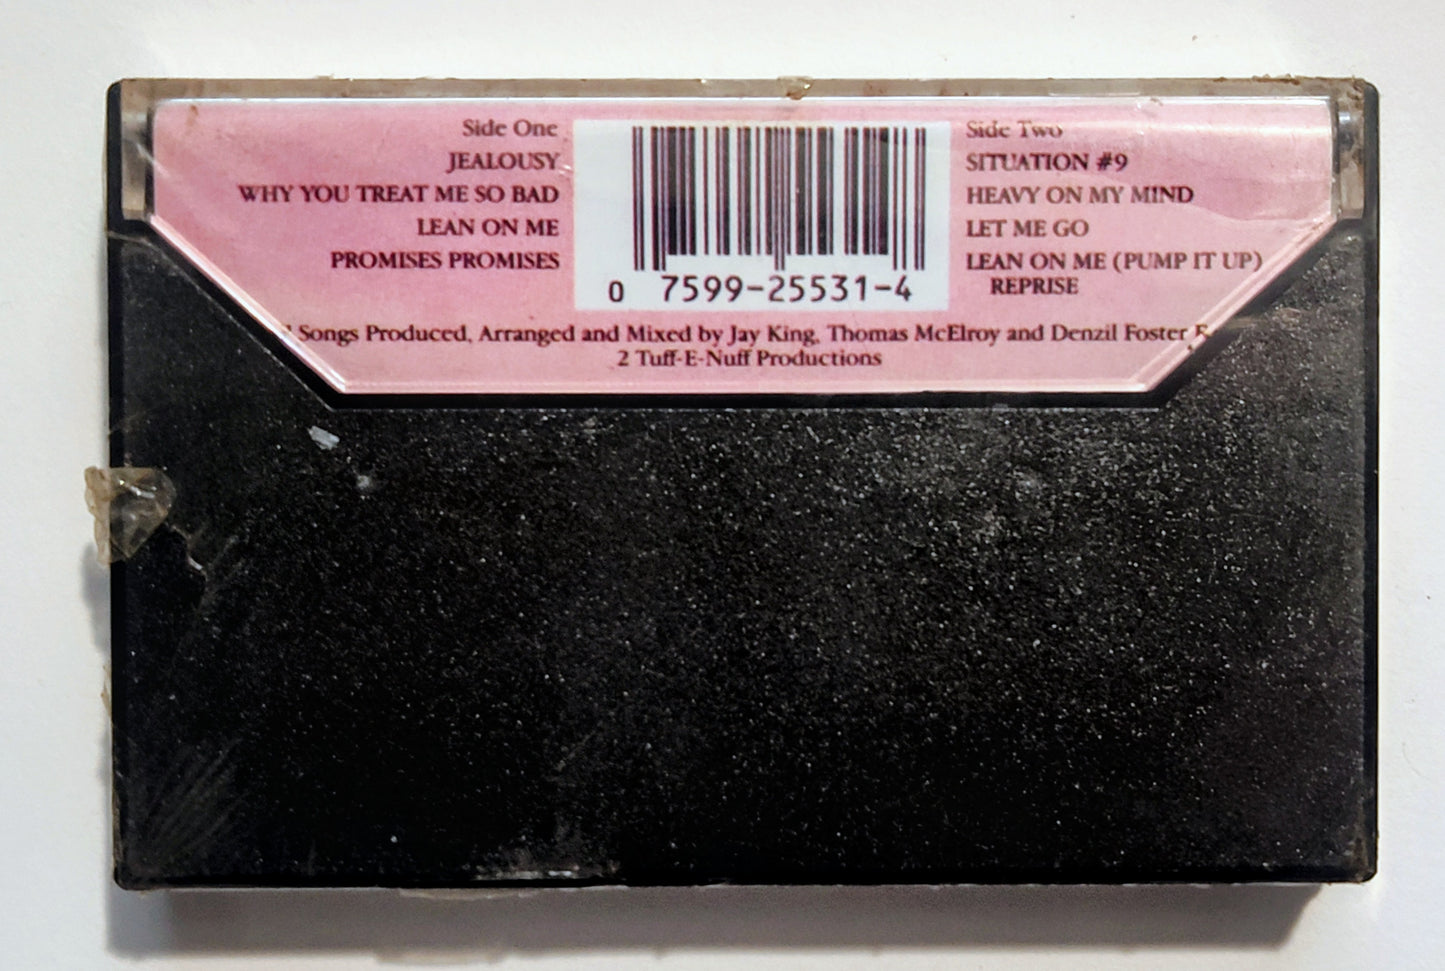 Side One
JEALOUSY
WHY YOU TREAT ME SO BAD
LEAN ON ME
PROMISES PROMISES
0 7599-25531-4
Side Two
SITUATION #9
HEAVY ON MY MIND
LET ME GO
LEAN ON ME (PUMP IT UP)
REPRISE
Songs Produced, Arranged and Mixed by Jay King, Thomas McElroy and Denzil Foster
2 Tuff-E-Nuff Productions